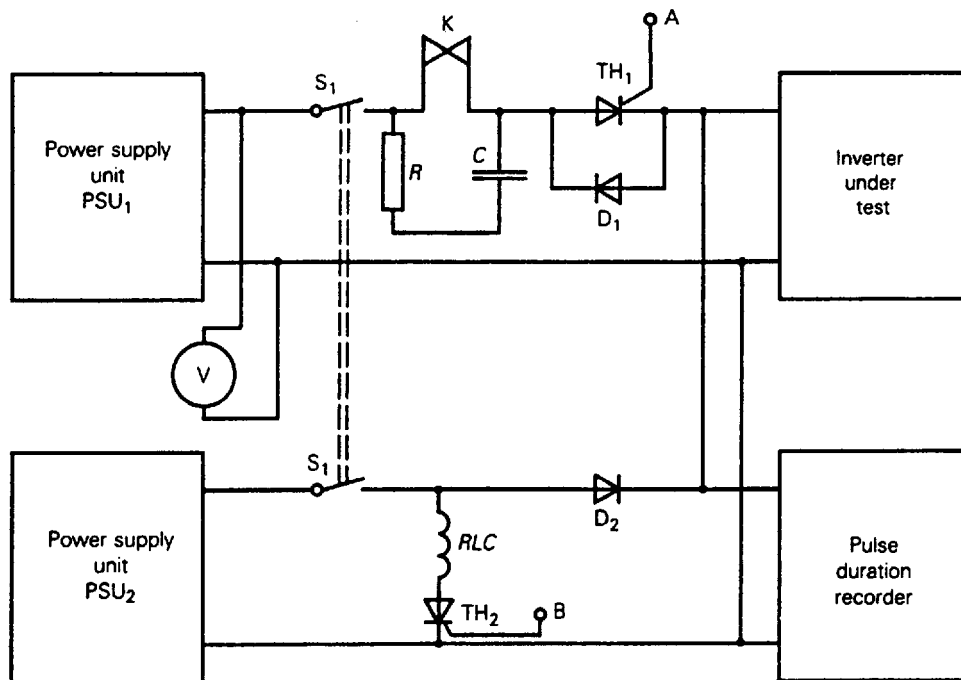 K
A
S₁
TH₁
Power supply
unit
PSU₁
R
C
D₁
Inverter
under
test
V
S₁
D₂
Power supply
unit
PSU₂
RLC
TH₂
B
Pulse
duration
recorder